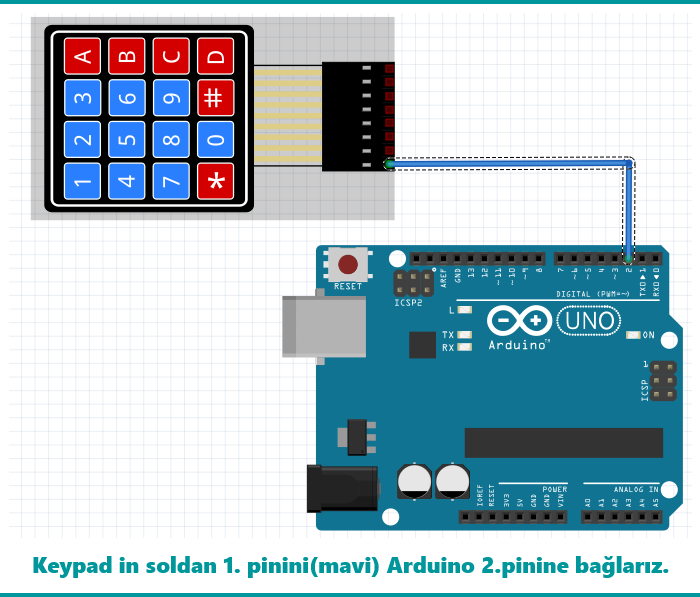 A B C D
3 6 9 #
2 5 8 0
1 4 7 *
RESET
ICSP2
AREF
GND
13
12
~11
~10
~9
8
7
~6
~5
4
~3
2
TXD▶1
RXD◀0
DIGITAL (PWM=~)
L
TX
RX
UNO
Arduino™
ON
1
ICSP
IOREF
RESET
3V3
5V
GND
GND
VIN
POWER
ANALOG IN
A0
A1
A2
A3
A4
A5
Keypad in soldan 1. pinini(mavi) Arduino 2.pinine bağlarız.